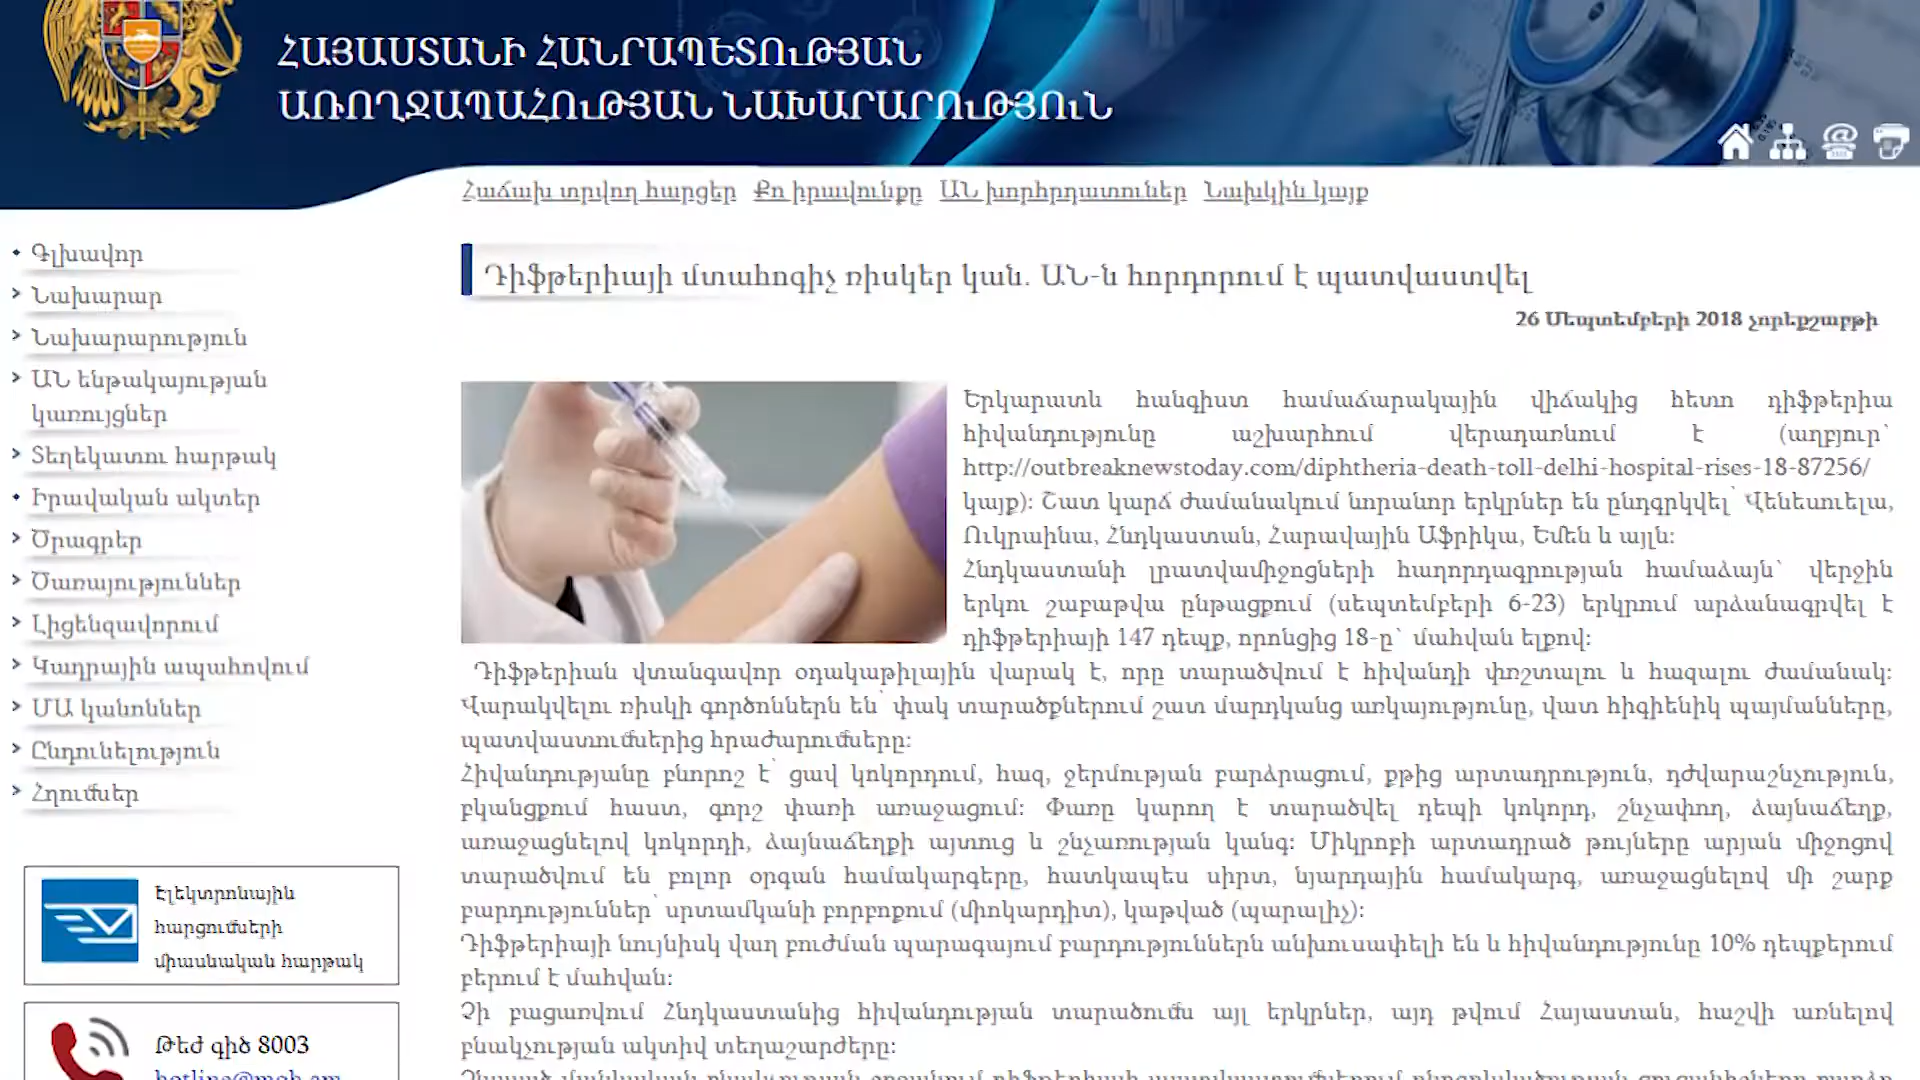 ՀԱՅԱՍՏԱՆԻ ՀԱՆՐԱՊԵՏՈՒԹՅԱՆ
ԱՌՈՂՋԱՊԱՀՈՒԹՅԱՆ ՆԱԽԱՐԱՐՈՒԹՅՈՒՆ
Հաճախ տրվող հարցեր Քո իրավունքը ԱՆ խորհրդատուներ Նախկին կայք
Գլխավոր
Նախարար
Նախարարություն
ԱՆ ենթակայության
կառույցներ
Տեղեկատու հարթակ
Իրավական ակտեր
Ծրագրեր
Ծառայություններ
Լիցենզավորում
Կադրային ապահովում
ՄԱ կանոններ
Ընդունելություն
Հղումներ
Էլեկտրոնային
հարցումների
միասնական հարթակ
Թեժ գիծ 8003
hotline@moh.am
Դիֆթերիայի մտահոգիչ ռիսկեր կան. ԱՆ-ն հորդորում է պատվաստվել
26 Սեպտեմբերի 2018 չորեքշաբթի
Երկարատև հանգիստ համաճարակային վիճակից հետո դիֆթերիա
հիվանդությունը աշխարհում վերադառնում է (աղբյուր՝
http://outbreaknewstoday.com/diphtheria-death-toll-delhi-hospital-rises-18-87256/
կայք): Շատ կարճ ժամանակում նորանոր երկրներ են ընդգրկվել՝ Վենեսուելա,
Ուկրաինա, Հնդկաստան, Հարավային Աֆրիկա, Եմեն և այլն:
Հնդկաստանի լրատվամիջոցների հաղորդագրության համաձայն՝ վերջին
երկու շաբաթվա ընթացքում (սեպտեմբերի 6-23) երկրում արձանագրվել է
դիֆթերիայի 147 դեպք, որոնցից 18-ը՝ մահվան ելքով:
Դիֆթերիան վտանգավոր օդակաթիլային վարակ է, որը տարածվում է հիվանդի փռշտալու և հազալու ժամանակ:
Վարակվելու ռիսկի գործոններն են՝ փակ տարածքներում շատ մարդկանց առկայությունը, վատ հիգիենիկ պայմանները,
պատվաստումներից հրաժարումները:
Հիվանդությանը բնորոշ է՝ ցավ կոկորդում, հազ, ջերմության բարձրացում, քթից արտադրություն, դժվարաշնչություն,
բկանցքում հաստ, գորշ փառի առաջացում: Փառը կարող է տարածվել դեպի կոկորդ, շնչափող, ձայնաճեղք,
առաջացնելով կոկորդի, ձայնաճեղքի այտուց և շնչառության կանգ: Միկրոբի արտադրած թույները արյան միջոցով
տարածվում են բոլոր օրգան համակարգերը, հատկապես սիրտ, նյարդային համակարգ, առաջացնելով մի շարք
բարդություններ՝ սրտամկանի բորբոքում (միոկարդիտ), կաթված (պարալիչ):
Դիֆթերիայի նույնիսկ վաղ բուժման պարագայում բարդություններն անխուսափելի են և հիվանդությունը 10% դեպքերում
բերում է մահվան:
Չի բացառվում Հնդկաստանից հիվանդության տարածումն այլ երկրներ, այդ թվում Հայաստան, հաշվի առնելով
բնակչության ակտիվ տեղաշարժերը: